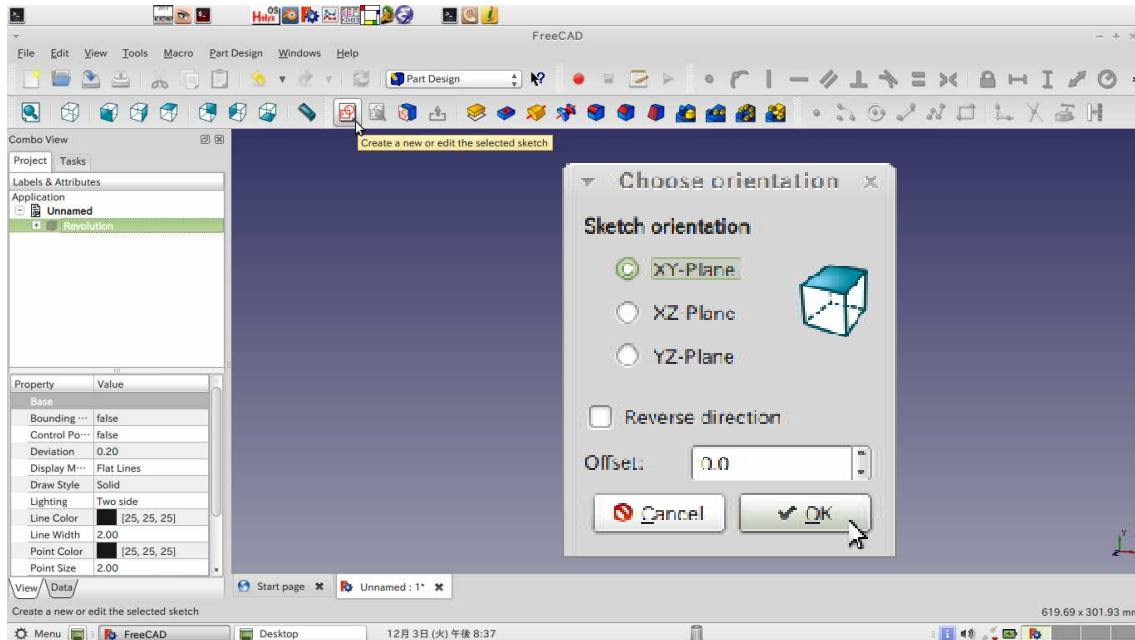 FreeCAD
File Edit View Tools Macro Part Design Windows Help
Part Design
Combo View
Create a new or edit the selected sketch
Project Tasks
Labels & Attributes
Application
Unnamed
Revolution
Choose orientation
Sketch orientation
XY-Plane
XZ-Plane
YZ-Plane
Reverse direction
Offset: 0.0
Cancel OK
Property Value
Base
Bounding ··· false
Control Po··· false
Deviation 0.20
Display M··· Flat Lines
Draw Style Solid
Lighting Two side
Line Color [25, 25, 25]
Line Width 2.00
Point Color [25, 25, 25]
Point Size 2.00
View Data
Start page Unnamed : 1*
Create a new or edit the selected sketch 619.69 x 301.93 mm
Menu FreeCAD Desktop 12月 3日 (火) 午後 8:37